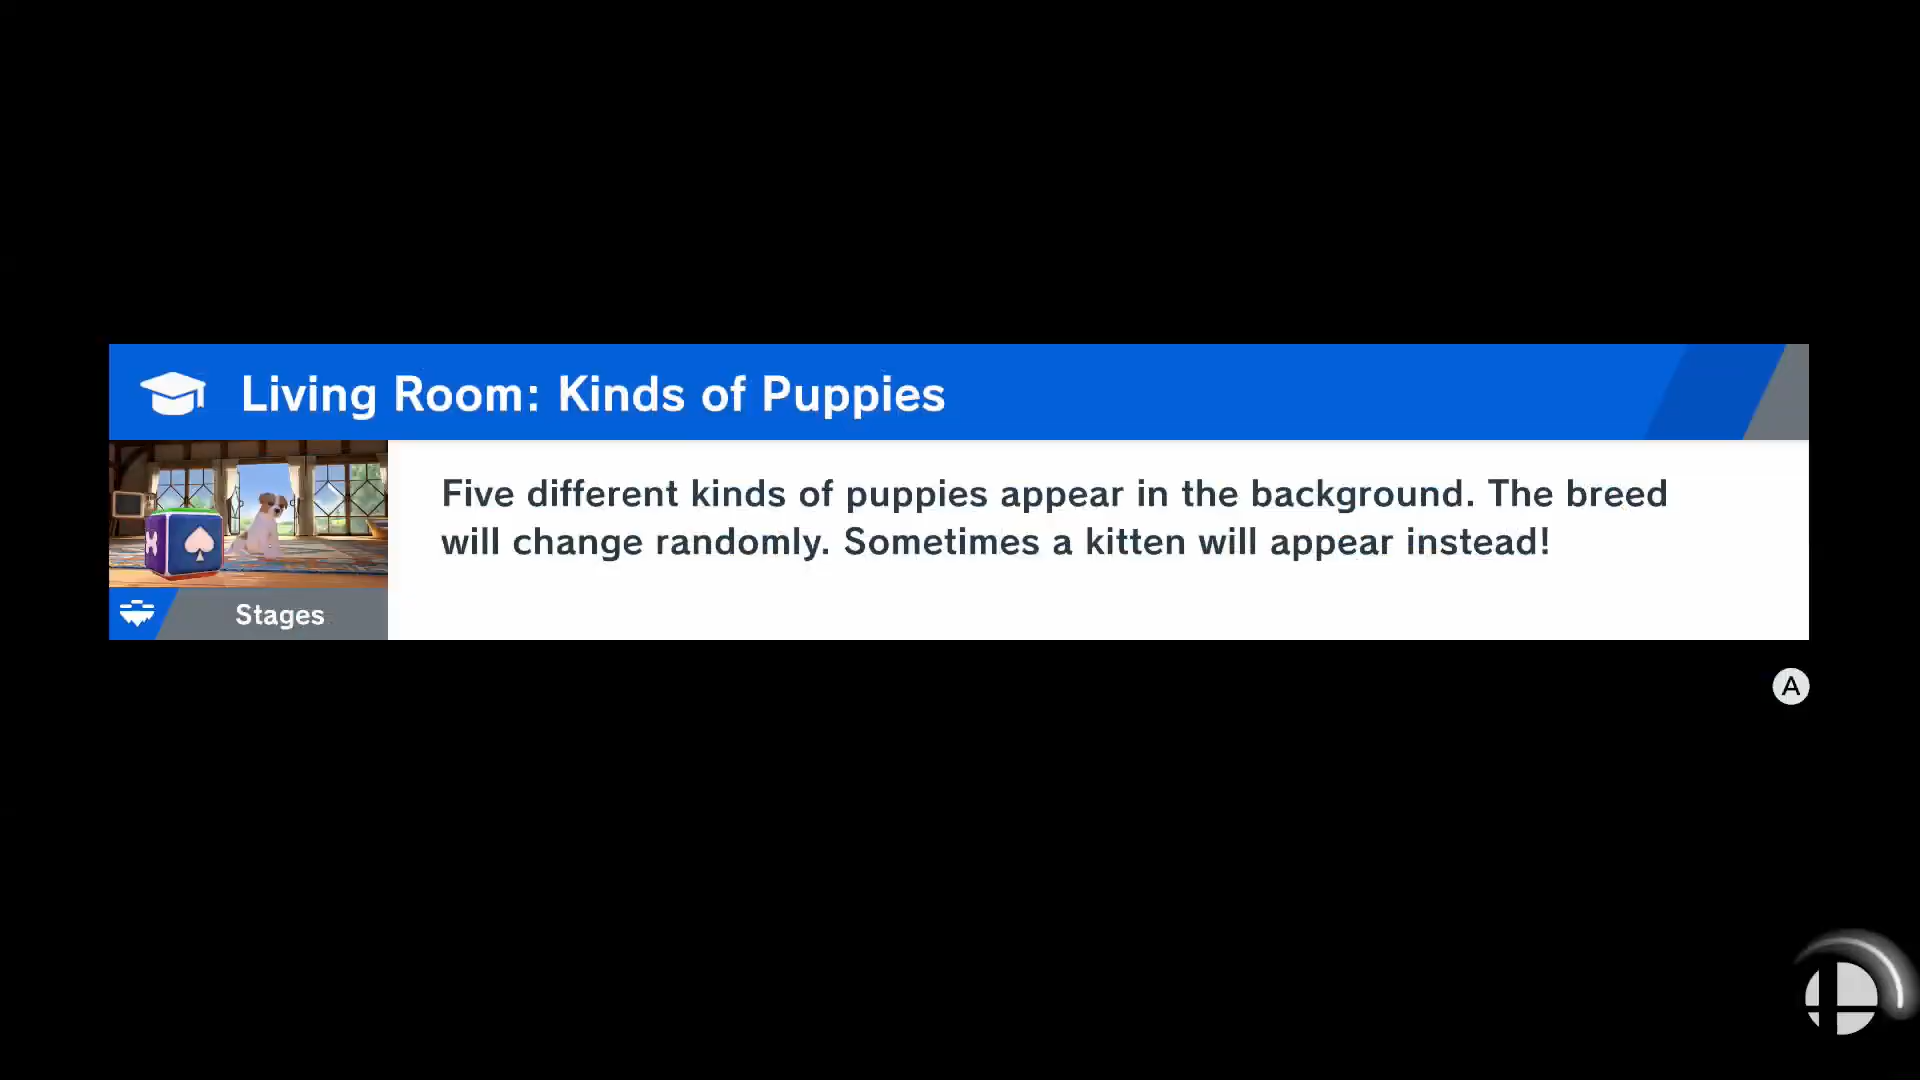 Living Room: Kinds of Puppies
Five different kinds of puppies appear in the background. The breed
will change randomly. Sometimes a kitten will appear instead!
Stages
A